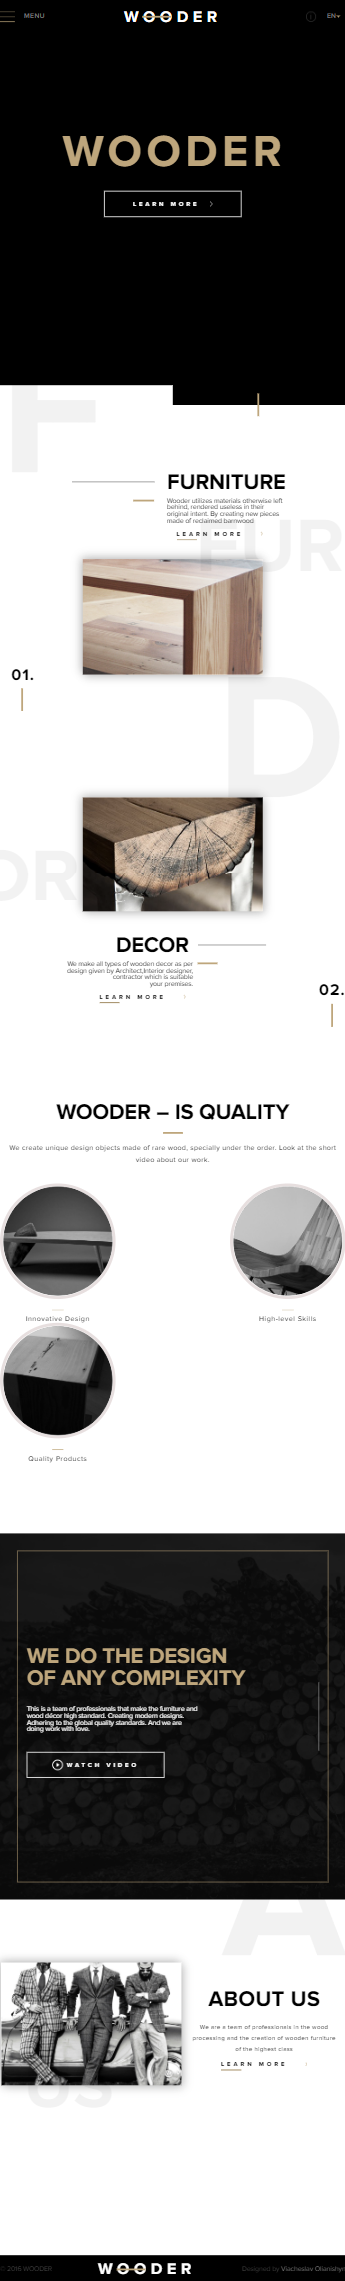 MENU
WOODER
EN
WOODER
LEARN MORE
F
FURNITURE
Wooder utilizes materials otherwise left
behind, rendered useless in their
original intent. By creating new pieces
made of reclaimed barnwood
LEARN MORE
FUR
01.
D
OR
DECOR
We make all types of wooden decor as per
design given by Architect,Interior designer,
contractor which is suitable
your premises.
LEARN MORE
02.
WOODER – IS QUALITY
We create unique design objects made of rare wood, specially under the order. Look at the short
video about our work.
Innovative Design
High-level Skills
Quality Products
WE DO THE DESIGN
OF ANY COMPLEXITY
This is a team of professionals that make the furniture and
wood décor high standard. Creating modern designs.
Adhering to the global quality standards. And we are
doing work with love.
WATCH VIDEO
A
ABOUT US
We are a team of professionals in the wood
processing and the creation of wooden furniture
of the highest class
LEARN MORE
US
© 2016 WOODER
WOODER
Designed by Viacheslav Olianishyn